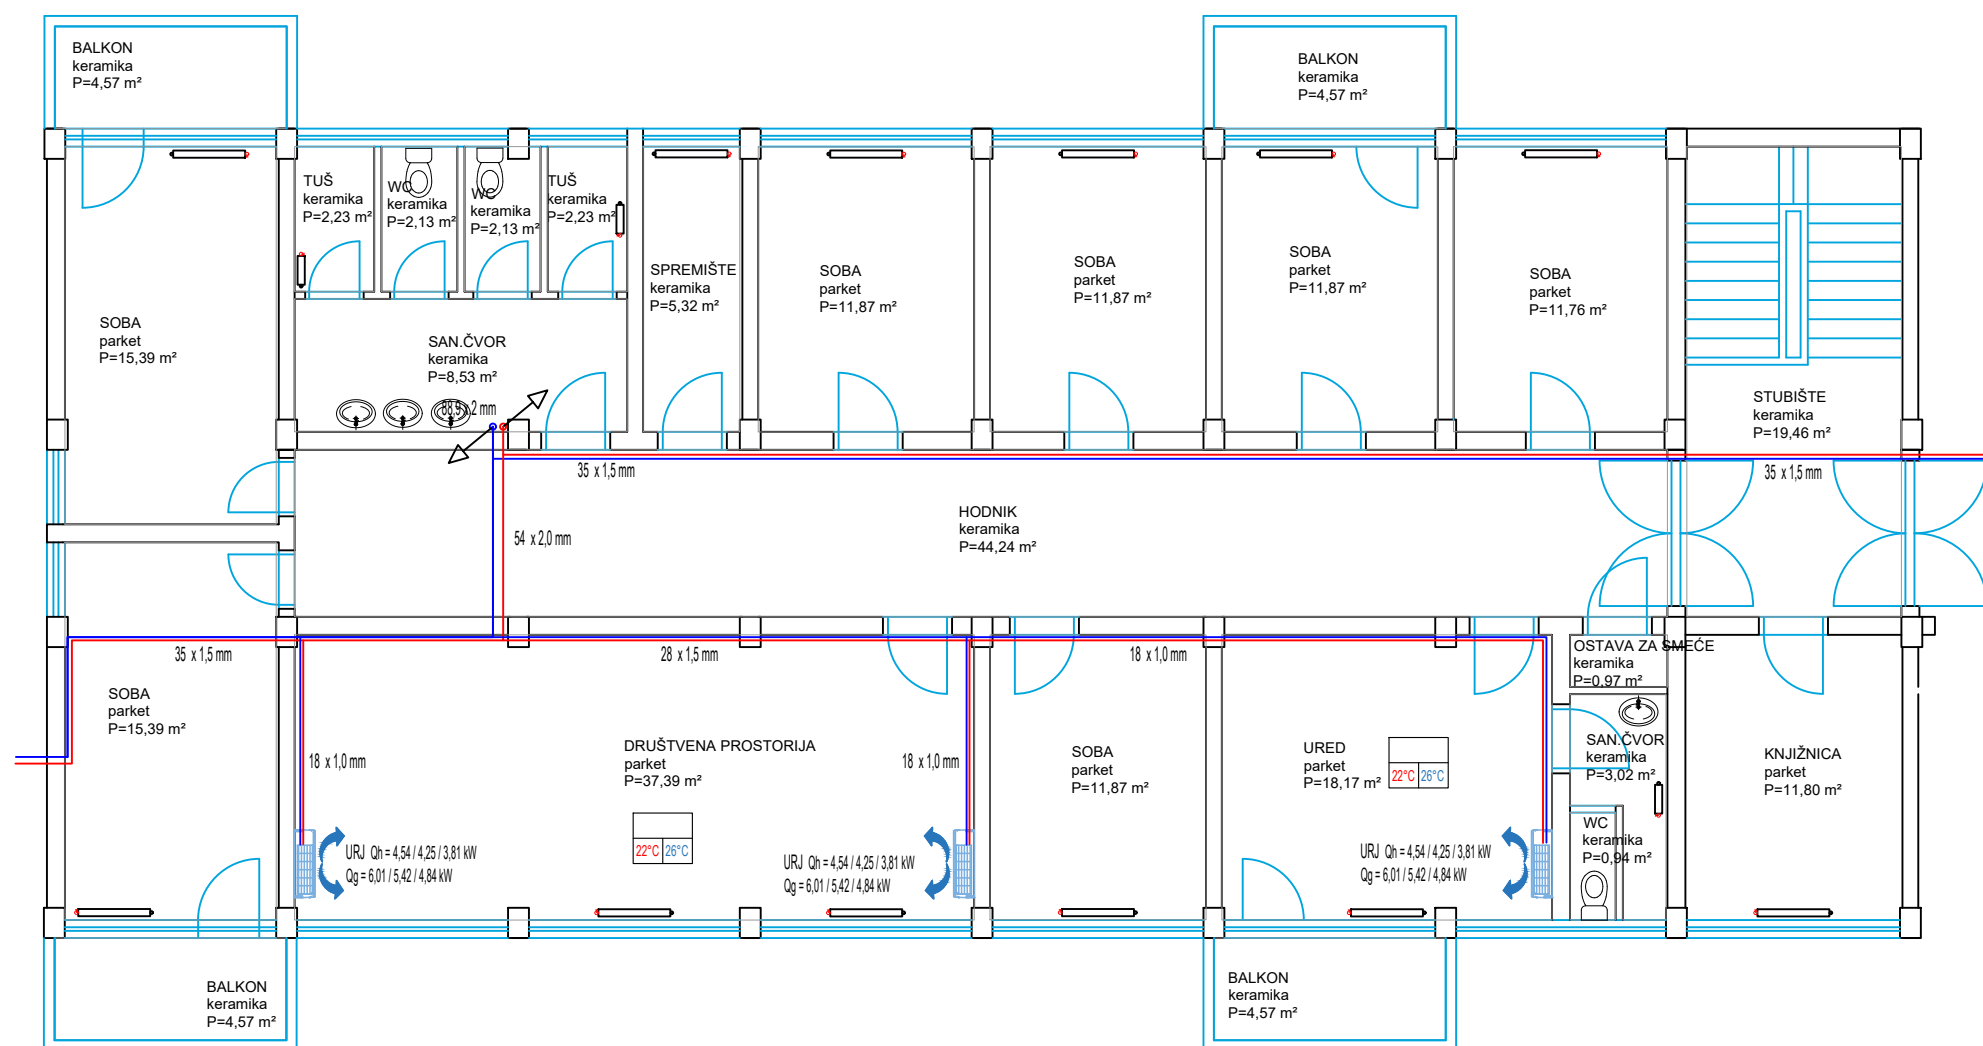 BALKON
keramika
P=4,57 m²
BALKON
keramika
P=4,57 m²
TUŠ
keramika
P=2,23 m²
WC
keramika
P=2,13 m²
WC
keramika
P=2,13 m²
TUŠ
keramika
P=2,23 m²
SPREMIŠTE
keramika
P=5,32 m²
SOBA
parket
P=11,87 m²
SOBA
parket
P=11,87 m²
SOBA
parket
P=11,87 m²
SOBA
parket
P=11,76 m²
SOBA
parket
P=15,39 m²
SAN.ČVOR
keramika
P=8,53 m²
88.9 x 2 mm
STUBIŠTE
keramika
P=19,46 m²
35 x 1,5 mm
35 x 1,5 mm
54 x 2,0 mm
HODNIK
keramika
P=44,24 m²
35 x 1,5 mm
28 x 1,5 mm
18 x 1,0 mm
OSTAVA ZA SMEĆE
keramika
P=0,97 m²
SOBA
parket
P=15,39 m²
18 x 1,0 mm
DRUŠTVENA PROSTORIJA
parket
P=37,39 m²
18 x 1,0 mm
SOBA
parket
P=11,87 m²
URED
parket
P=18,17 m²
22°C 26°C
SAN.ČVOR
keramika
P=3,02 m²
KNJIŽNICA
parket
P=11,80 m²
WC
keramika
P=0,94 m²
22°C 26°C
URJ Qh = 4,54 / 4,25 / 3,81 kW
Qg = 6,01 / 5,42 / 4,84 kW
URJ Qh = 4,54 / 4,25 / 3,81 kW
Qg = 6,01 / 5,42 / 4,84 kW
URJ Qh = 4,54 / 4,25 / 3,81 kW
Qg = 6,01 / 5,42 / 4,84 kW
BALKON
keramika
P=4,57 m²
BALKON
keramika
P=4,57 m²